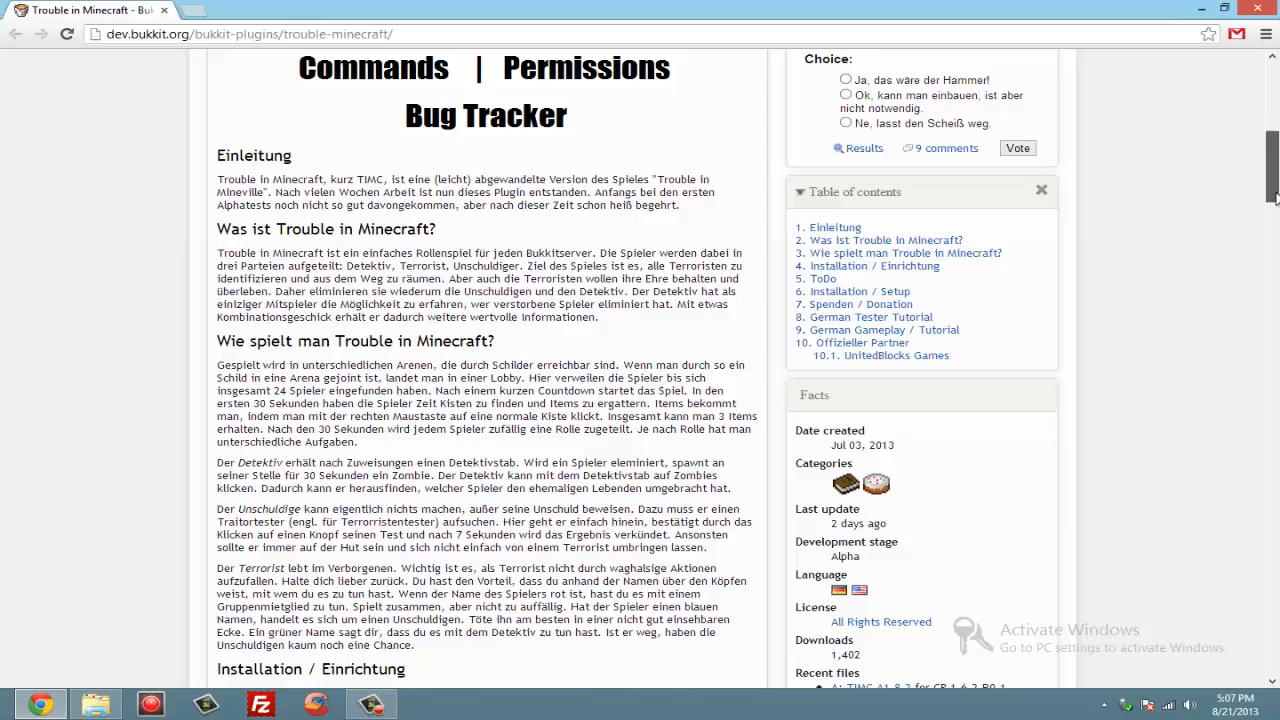 Trouble in Minecraft - Buk
dev.bukkit.org/bukkit-plugins/trouble-minecraft/
Commands | Permissions
Bug Tracker
Einleitung
Trouble in Minecraft, kurz TIMC, ist eine (leicht) abgewandelte Version des Spieles "Trouble in
Mineville". Nach vielen Wochen Arbeit ist nun dieses Plugin entstanden. Anfangs bei den ersten
Alphatests noch nicht so gut davongekommen, aber nach dieser Zeit schon heiß begehrt.
Was ist Trouble in Minecraft?
Trouble in Minecraft ist ein einfaches Rollenspiel für jeden Bukkitserver. Die Spieler werden dabei in
drei Parteien aufgeteilt: Detektiv, Terrorist, Unschuldiger. Ziel des Spieles ist es, alle Terroristen zu
identifizieren und aus dem Weg zu räumen. Aber auch die Terroristen wollen ihre Ehre behalten und
überleben. Daher eliminieren sie wiederum die Unschuldigen und den Detektiv. Der Detektiv hat als
einziger Mitspieler die Möglichkeit zu erfahren, wer verstorbene Spieler eliminiert hat. Mit etwas
Kombinationsgeschick erhält er dadurch weitere wertvolle Informationen.
Wie spielt man Trouble in Minecraft?
Gespielt wird in unterschiedlichen Arenen, die durch Schilder erreichbar sind. Wenn man durch so ein
Schild in eine Arena gejoint ist, landet man in einer Lobby. Hier verweilen die Spieler bis sich
insgesamt 24 Spieler eingefunden haben. Nach einem kurzen Countdown startet das Spiel. In den
ersten 30 Sekunden haben die Spieler Zeit Kisten zu finden und Items zu ergattern. Items bekommt
man, indem man mit der rechten Maustaste auf eine normale Kiste klickt. Insgesamt kann man 3 Items
erhalten. Nach den 30 Sekunden wird jedem Spieler zufällig eine Rolle zugeteilt. Je nach Rolle hat man
unterschiedliche Aufgaben.
Der Detektiv erhält nach Zuweisungen einen Detektivstab. Wird ein Spieler eleminiert, spawnt an
seiner Stelle für 30 Sekunden ein Zombie. Der Detektiv kann mit dem Detektivstab auf Zombies
klicken. Dadurch kann er herausfinden, welcher Spieler den ehemaligen Lebenden umgebracht hat.
Der Unschuldige kann eigentlich nichts machen, außer seine Unschuld beweisen. Dazu muss er einen
Traitortester (engl. für Terrorristentester) aufsuchen. Hier geht er einfach hinein, bestätigt durch das
Klicken auf einen Knopf seinen Test und nach 7 Sekunden wird das Ergebnis verkündet. Ansonsten
sollte er immer auf der Hut sein und sich nicht einfach von einem Terrorist umbringen lassen.
Der Terrorist lebt im Verborgenen. Wichtig ist es, als Terrorist nicht durch waghalsige Aktionen
aufzufallen. Halte dich lieber zurück. Du hast den Vorteil, dass du anhand der Namen über den Köpfen
weist, mit wem du es zu tun hast. Wenn der Name des Spielers rot ist, hast du es mit einem
Gruppenmietglied zu tun. Spielt zusammen, aber nicht zu auffällig. Hat der Spieler einen blauen
Namen, handelt es sich um einen Unschuldigen. Töte ihn am besten in einer nicht gut einsehbaren
Ecke. Ein grüner Name sagt dir, dass du es mit dem Detektiv zu tun hast. Ist er weg, haben die
Unschuldigen kaum noch eine Chance.
Installation / Einrichtung
Choice:
Ja, das wäre der Hammer!
Ok, kann man einbauen, ist aber
nicht notwendig.
Ne, lasst den Scheiß weg.
Results 9 comments Vote
Table of contents
1. Einleitung
2. Was ist Trouble in Minecraft?
3. Wie spielt man Trouble in Minecraft?
4. Installation / Einrichtung
5. ToDo
6. Installation / Setup
7. Spenden / Donation
8. German Tester Tutorial
9. German Gameplay / Tutorial
10. Offizieller Partner
10.1. UnitedBlocks Games
Facts
Date created
Jul 03, 2013
Categories
Last update
2 days ago
Development stage
Alpha
Language
License
All Rights Reserved
Downloads
1,402
Recent files
A: TIMC A1.8.2 for CB 1.6.2-R0.1
Activate Windows
Go to PC settings to activate Windows.
5:07 PM
8/21/2013